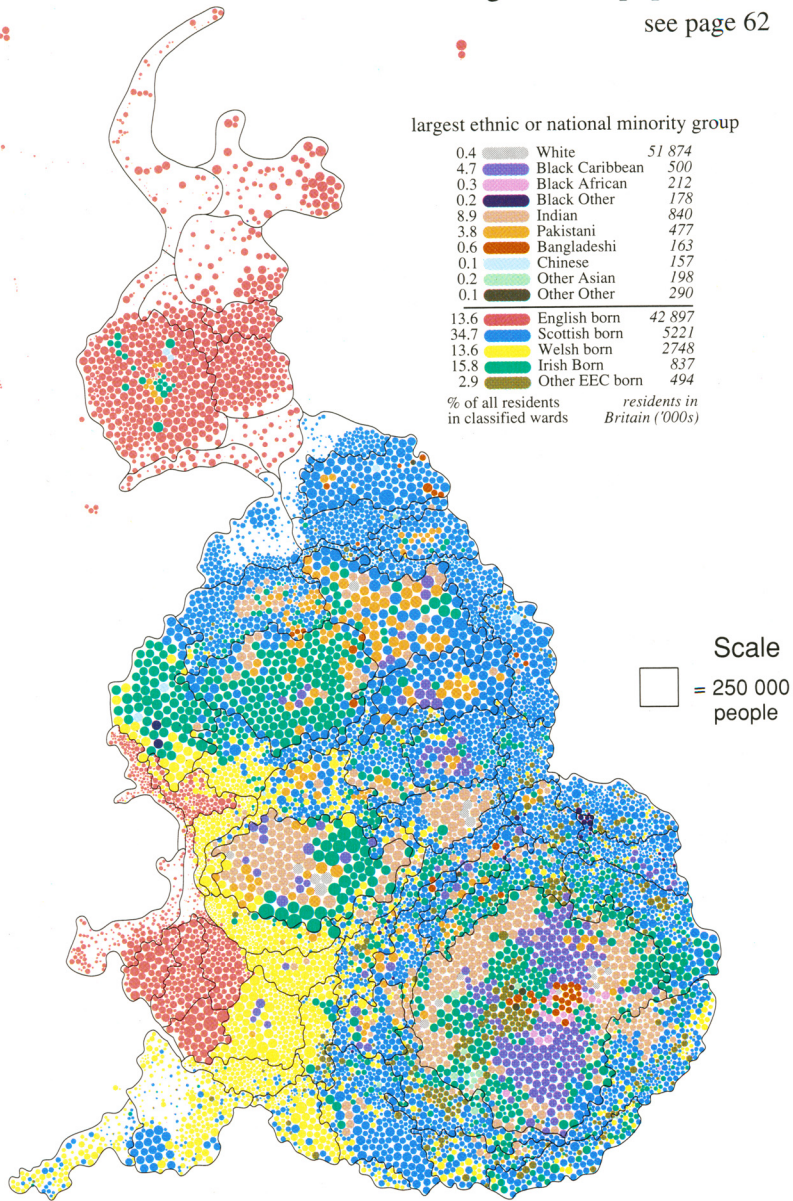 see page 62
largest ethnic or national minority group
0.4 White 51 874
4.7 Black Caribbean 500
0.3 Black African 212
0.2 Black Other 178
8.9 Indian 840
3.8 Pakistani 477
0.6 Bangladeshi 163
0.1 Chinese 157
0.2 Other Asian 198
0.1 Other Other 290
13.6 English born 42 897
34.7 Scottish born 5221
13.6 Welsh born 2748
15.8 Irish Born 837
2.9 Other EEC born 494
% of all residents residents in
in classified wards Britain ('000s)
Scale
= 250 000
people